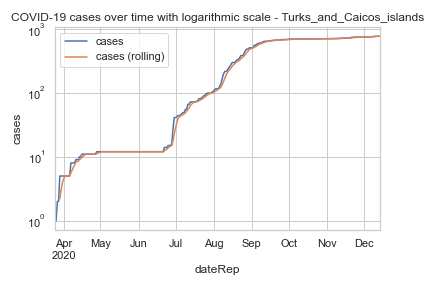 COVID-19 cases over time with logarithmic scale - Turks_and_Caicos_islands
cases
cases (rolling)
10^3
10^2
10^1
10^0
cases
Apr May Jun Jul Aug Sep Oct Nov Dec
2020
dateRep